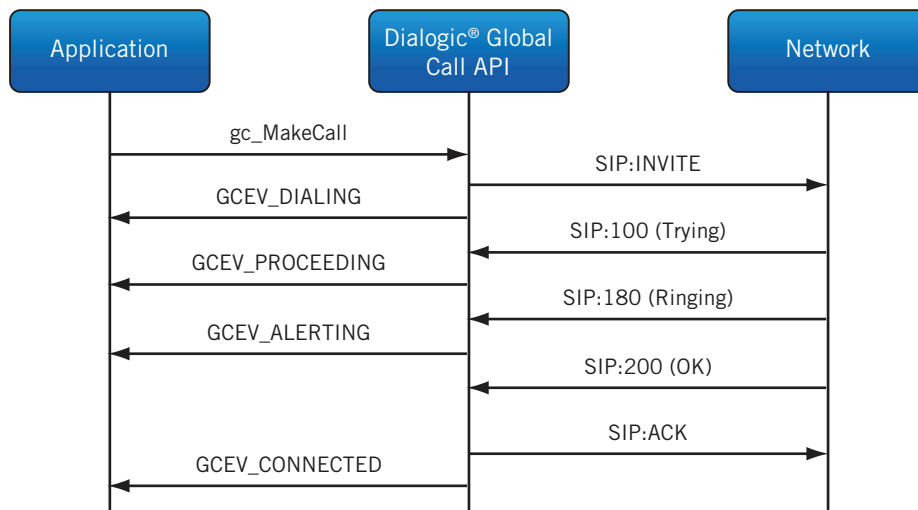 Application
Dialogic® Global
Call API
Network
gc_MakeCall
SIP:INVITE
GCEV_DIALING
SIP:100 (Trying)
GCEV_PROCEEDING
SIP:180 (Ringing)
GCEV_ALERTING
SIP:200 (OK)
SIP:ACK
GCEV_CONNECTED